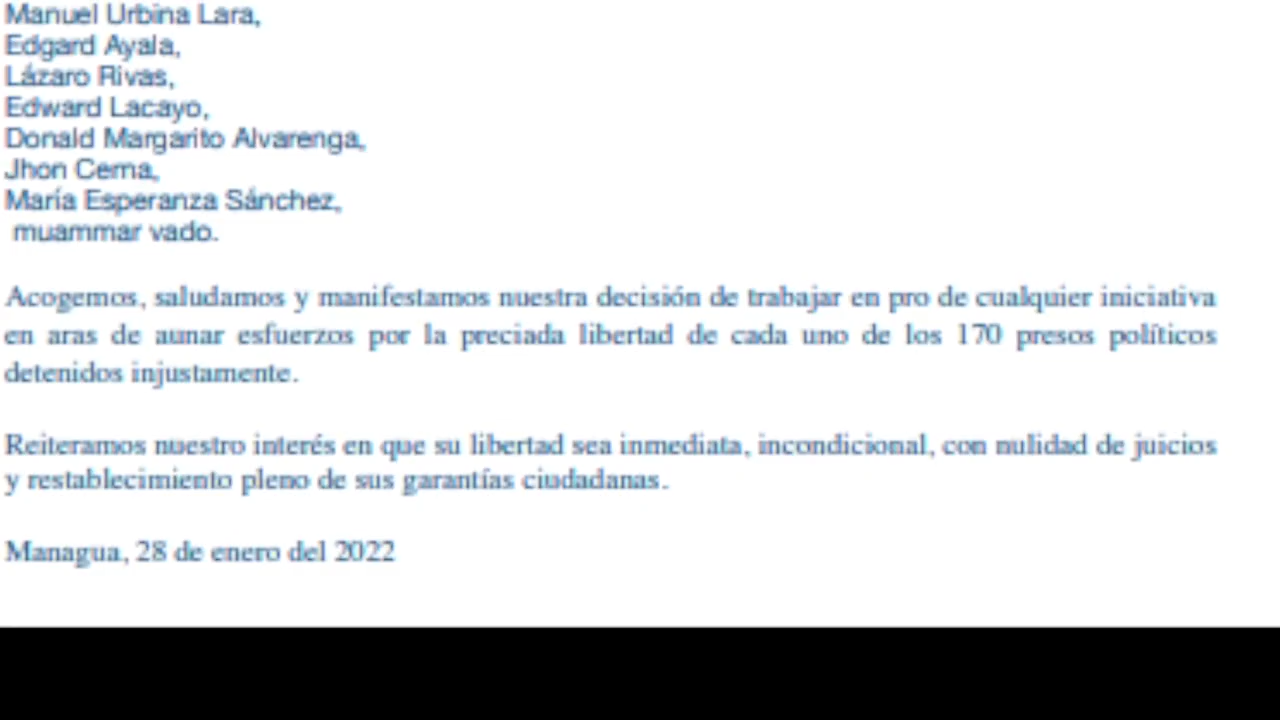 Manuel Urbina Lara,
Edgard Ayala,
Lázaro Rivas,
Edward Lacayo,
Donald Margarito Alvarenga,
Jhon Cerna,
María Esperanza Sánchez,
muammar vado.
Acogemos, saludamos y manifestamos nuestra decisión de trabajar en pro de cualquier iniciativa
en aras de aunar esfuerzos por la preciada libertad de cada uno de los 170 presos políticos
detenidos injustamente.
Reiteramos nuestro interés en que su libertad sea inmediata, incondicional, con nulidad de juicios
y restablecimiento pleno de sus garantías ciudadanas.
Managua, 28 de enero del 2022